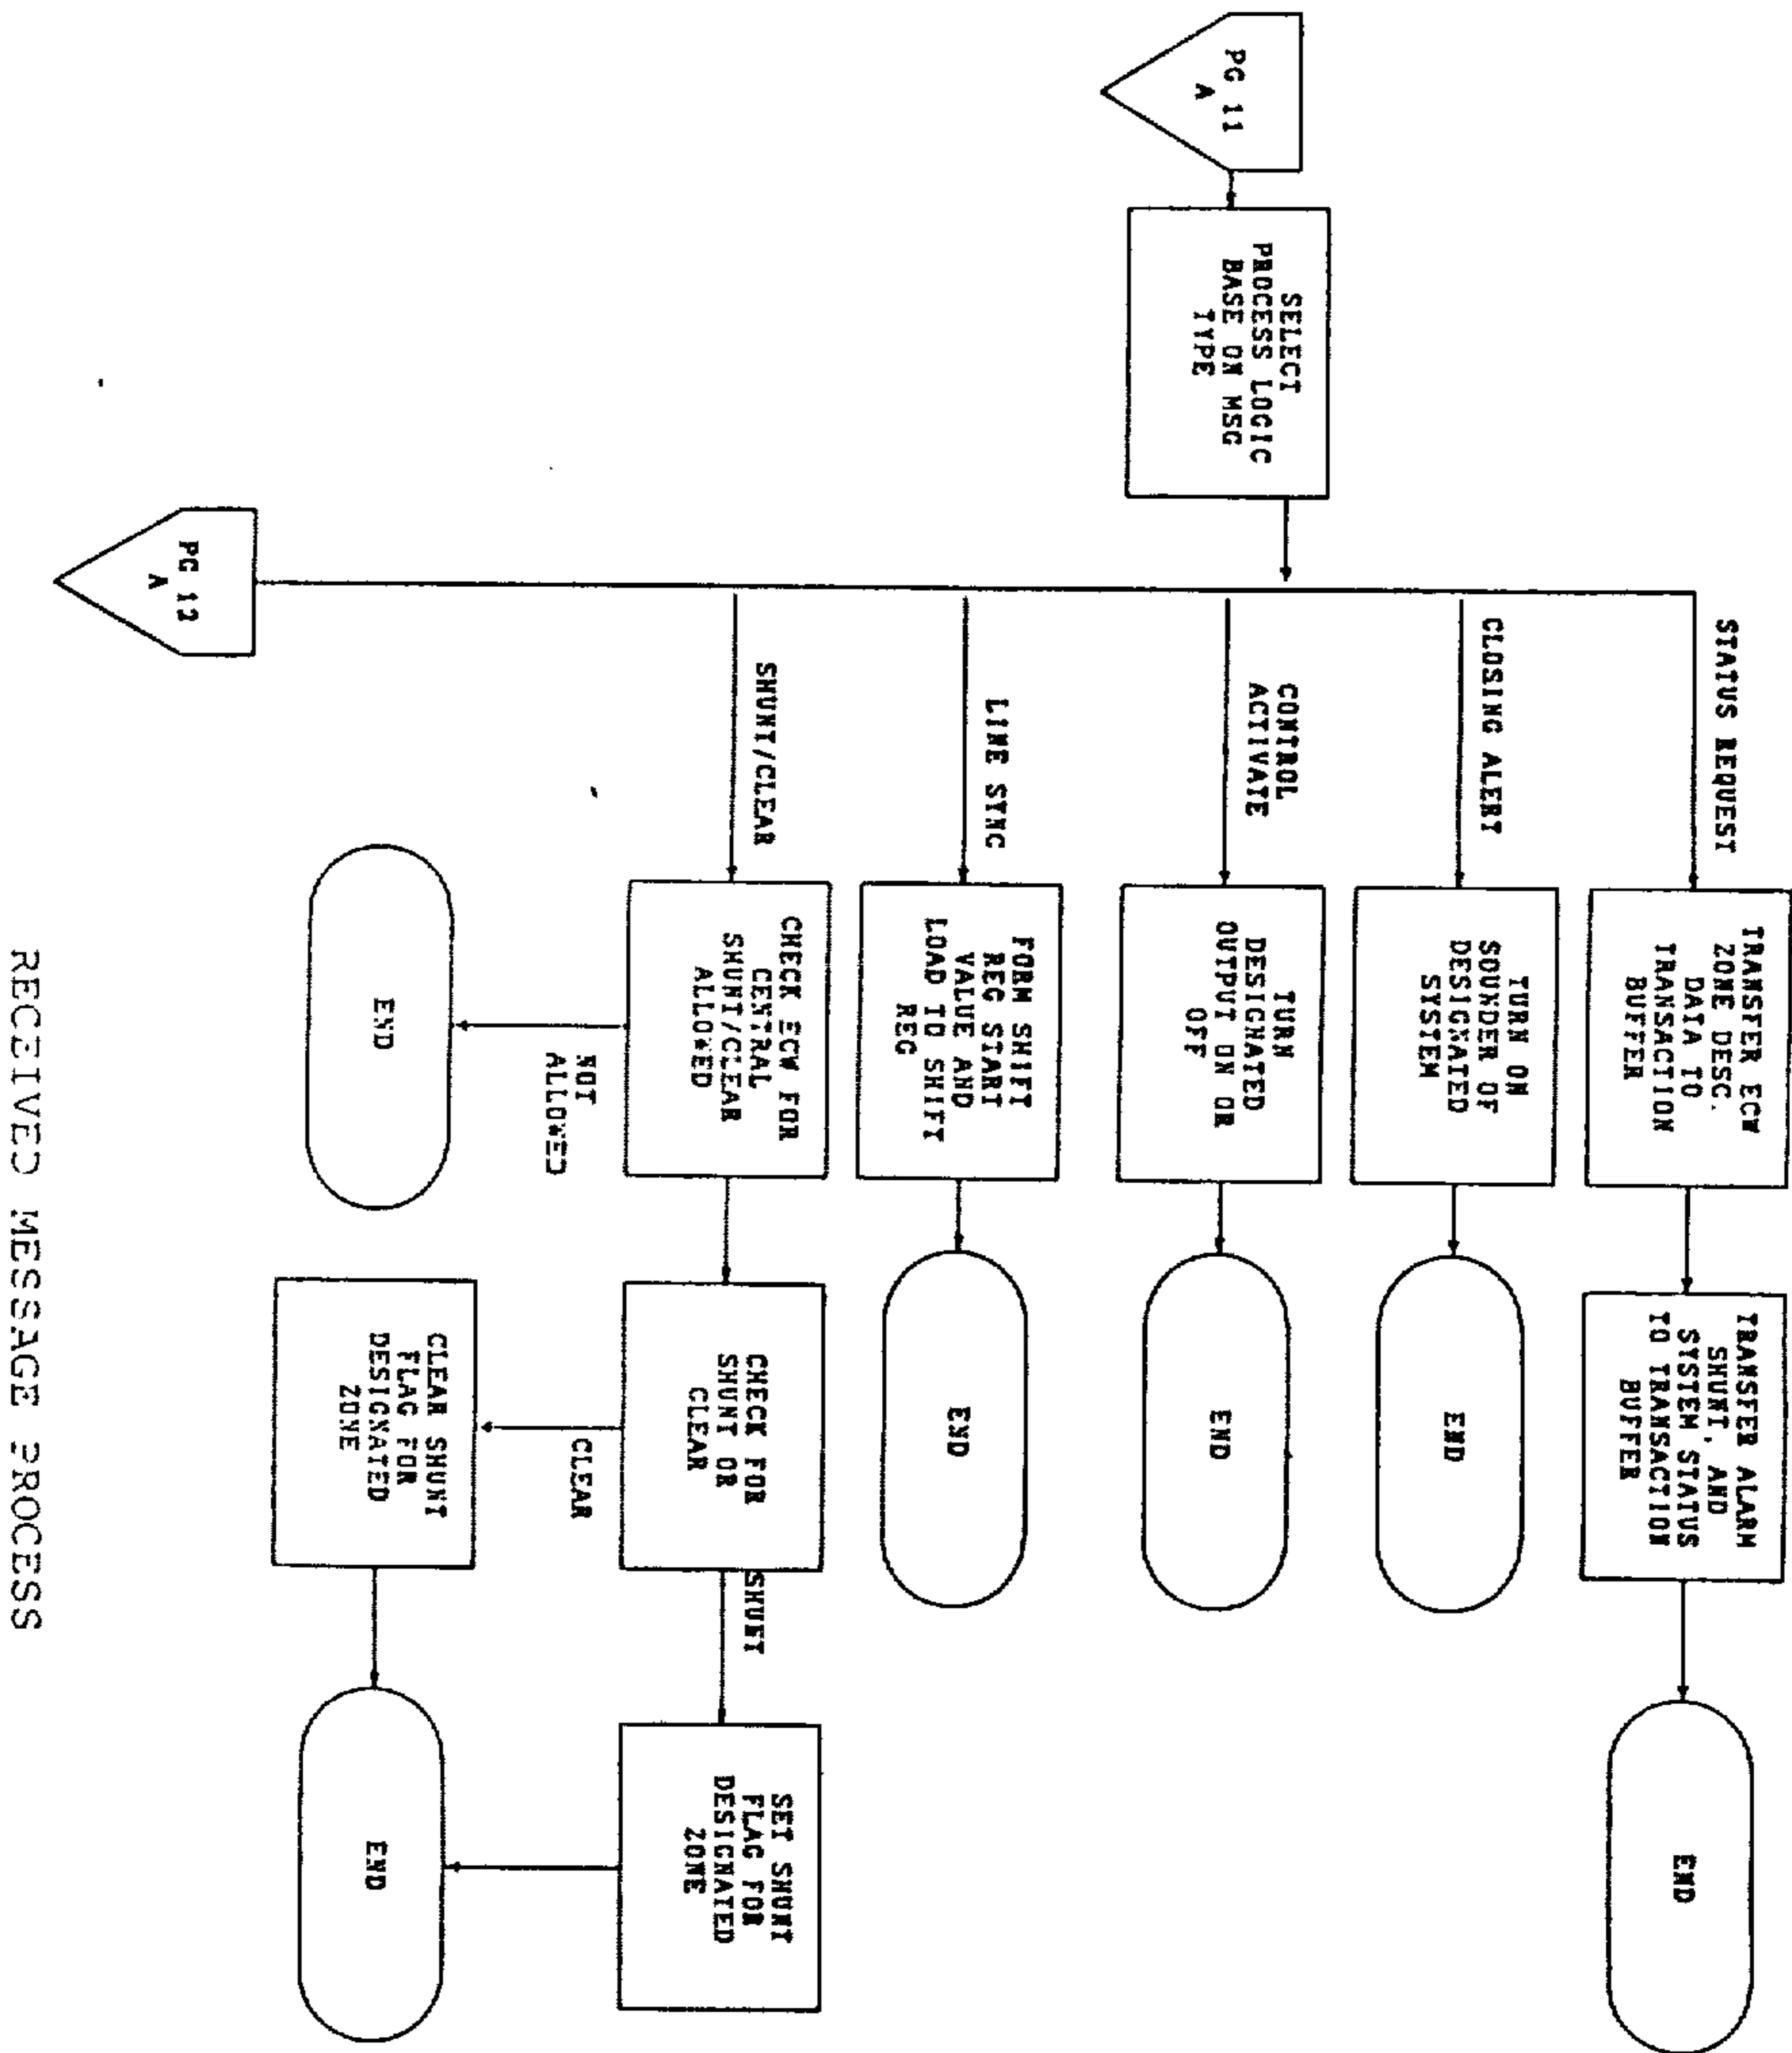 PG 11
A
SELECT
PROCESS LOGIC
BASE ON MSG
TYPE
STATUS REQUEST
TRANSFER ECW
ZONE DESC.
DATA TO
TRANSACTION
BUFFER
TRANSFER ALARM
SHUNT, AND
SYSTEM STATUS
TO TRANSACTION
BUFFER
END
CLOSING ALERT
TURN ON
SOUNDER OF
DESIGNATED
SYSTEM
END
CONTROL
ACTIVATE
TURN
DESIGNATED
OUTPUT ON OR
OFF
END
LINE SYNC
FORM SHIFT
REG START
VALUE AND
LOAD TO SHIFT
REG
END
SHUNT/CLEAR
CHECK ECW FOR
CENTRAL
SHUNT/CLEAR
ALLOWED
CHECK FOR
SHUNT OR
CLEAR
SHUNT
SET SHUNT
FLAG FOR
DESIGNATED
ZONE
NOT
ALLOWED
END
CLEAR
CLEAR SHUNT
FLAG FOR
DESIGNATED
ZONE
END
PG 12
A
RECEIVED MESSAGE PROCESS